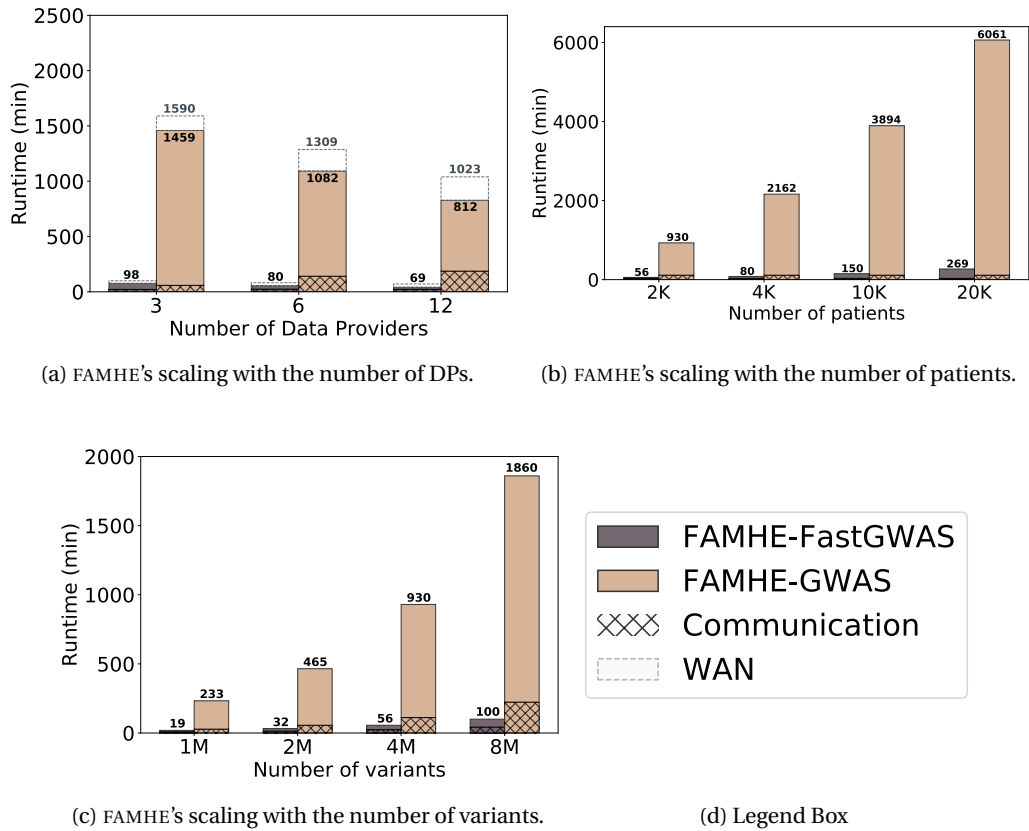 2500
2000
1500
1000
500
0
Runtime (min)
1590
1459
1309
1082
1023
812
98
80
69
3
6
12
Number of Data Providers
(a) FAMHE's scaling with the number of DPs.
6000
4000
2000
0
Runtime (min)
6061
3894
2162
930
56
80
150
269
2K
4K
10K
20K
Number of patients
(b) FAMHE's scaling with the number of patients.
2000
1500
1000
500
0
Runtime (min)
1860
930
465
233
19
32
56
100
1M
2M
4M
8M
Number of variants
(c) FAMHE's scaling with the number of variants.
FAMHE-FastGWAS
FAMHE-GWAS
Communication
WAN
(d) Legend Box